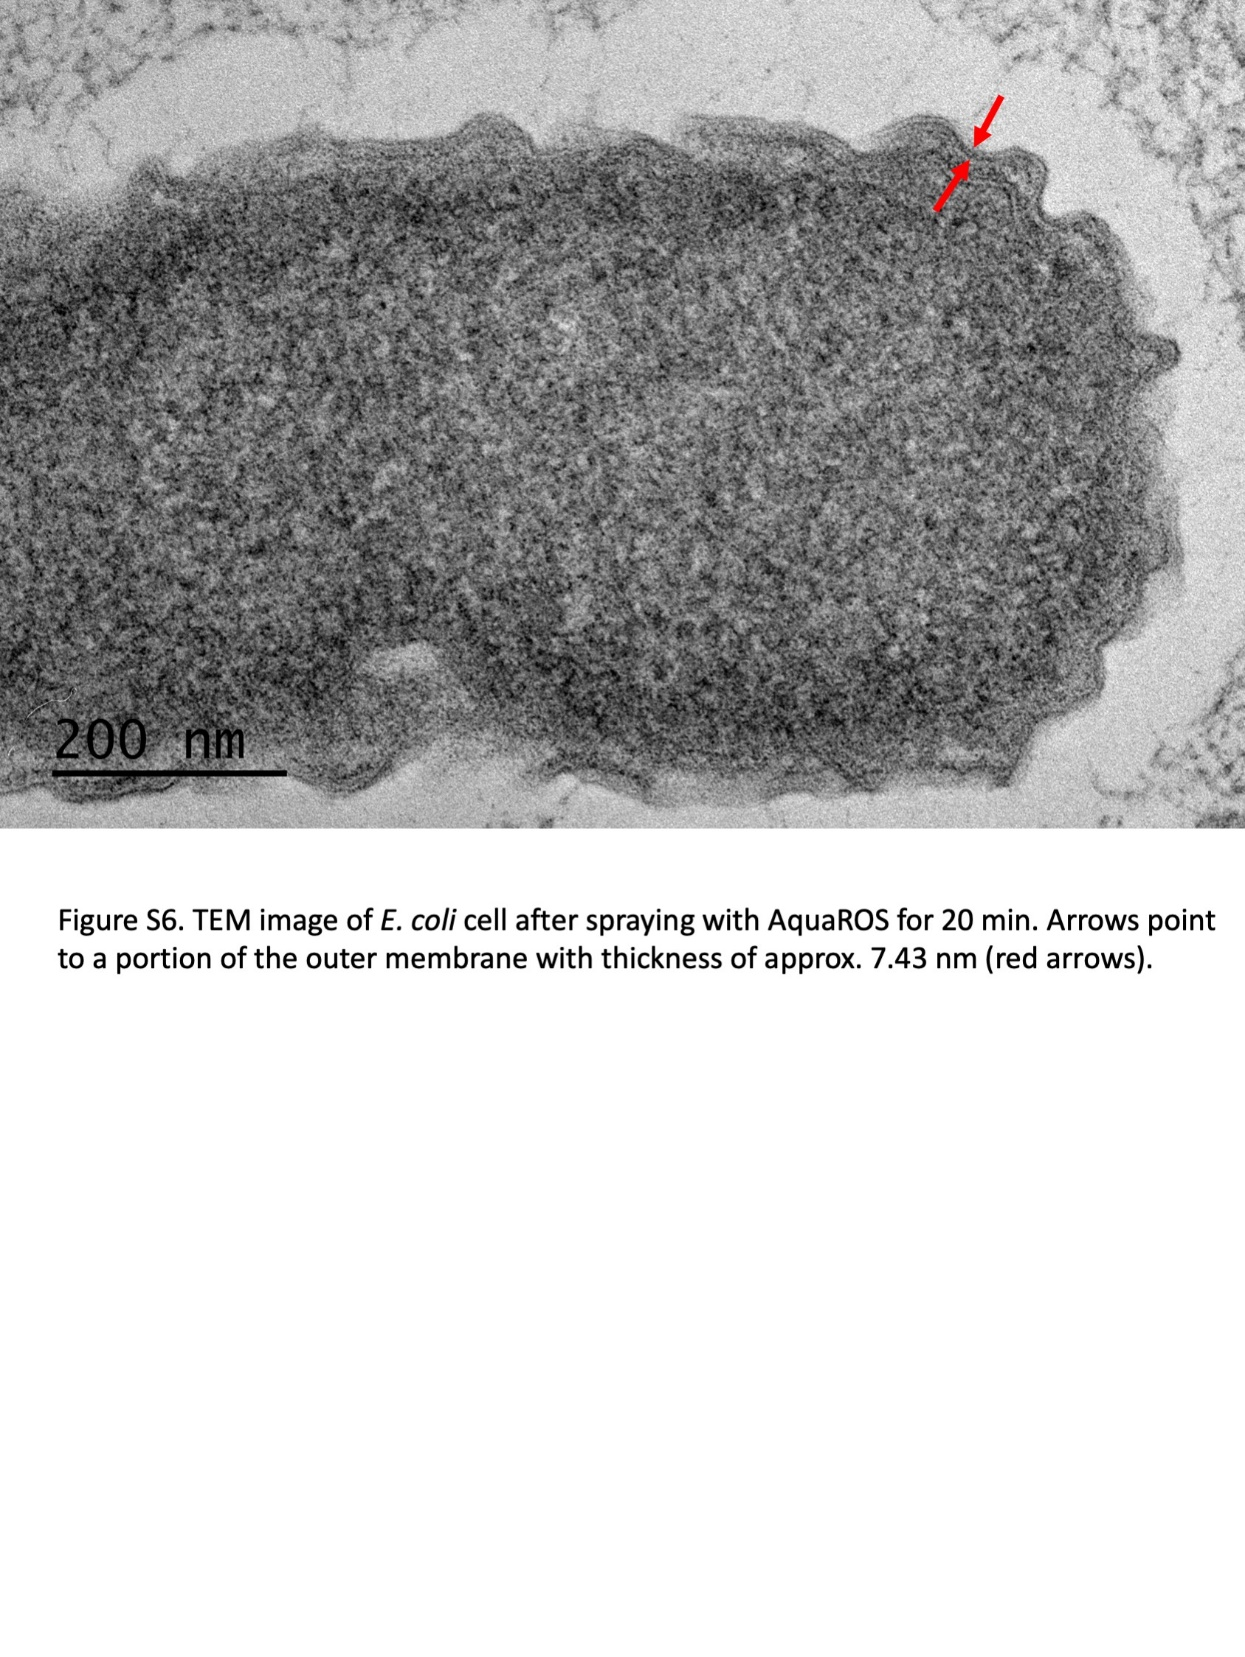 200 nm
Figure S6. TEM image of E. coli cell after spraying with AquaROS for 20 min. Arrows point
to a portion of the outer membrane with thickness of approx. 7.43 nm (red arrows).